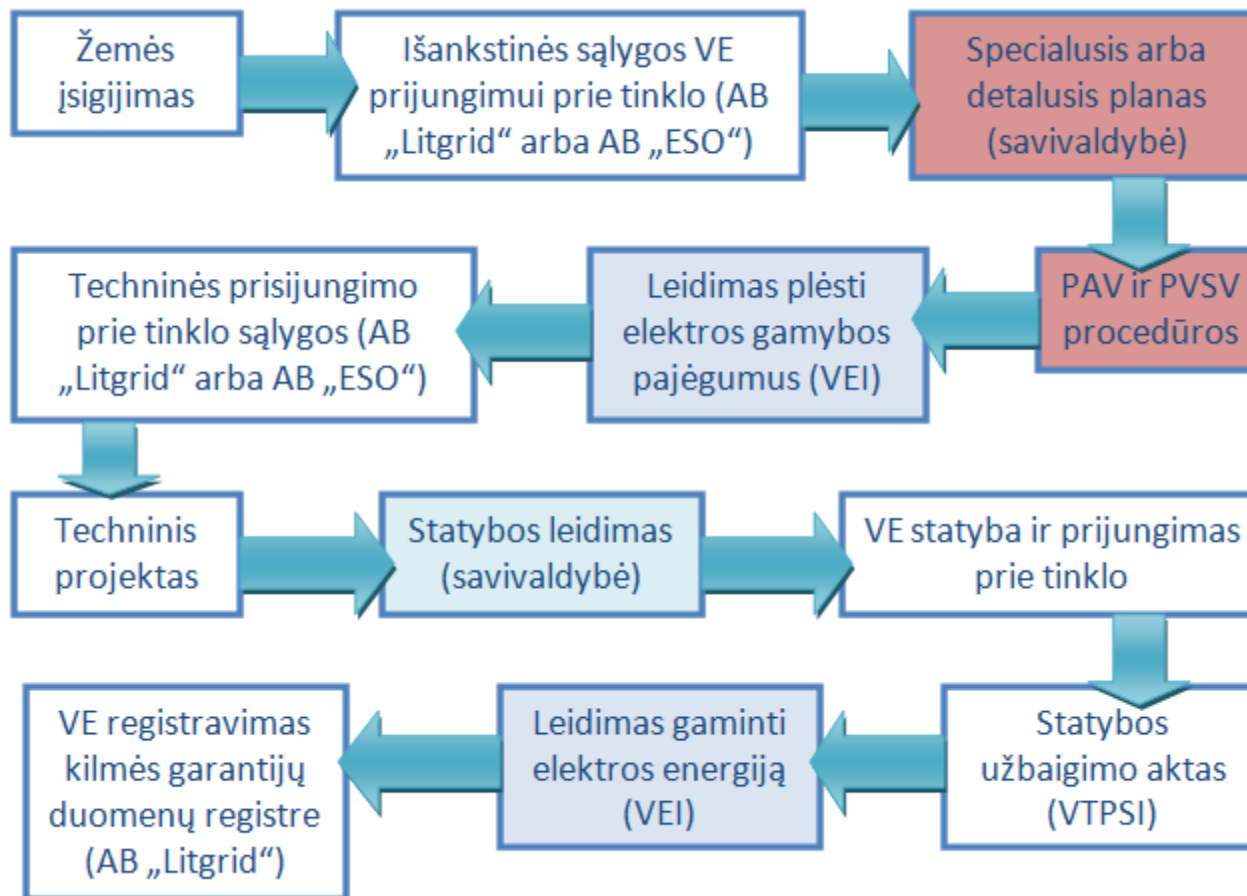 Žemės
įsigijimas
Išankstinės sąlygos VE
prijungimui prie tinklo (AB
„Litgrid“ arba AB „ESO“)
Specialusis arba
detalusis planas
(savivaldybė)
PAV ir PVSV
procedūros
Leidimas plėsti
elektros gamybos
pajėgumus (VEI)
Techninės prisijungimo
prie tinklo sąlygos (AB
„Litgrid“ arba AB „ESO“)
Techninis
projektas
Statybos leidimas
(savivaldybė)
VE statyba ir prijungimas
prie tinklo
Statybos
užbaigimo aktas
(VTPSI)
Leidimas gaminti
elektros energiją
(VEI)
VE registravimas
kilmės garantijų
duomenų registre
(AB „Litgrid“)